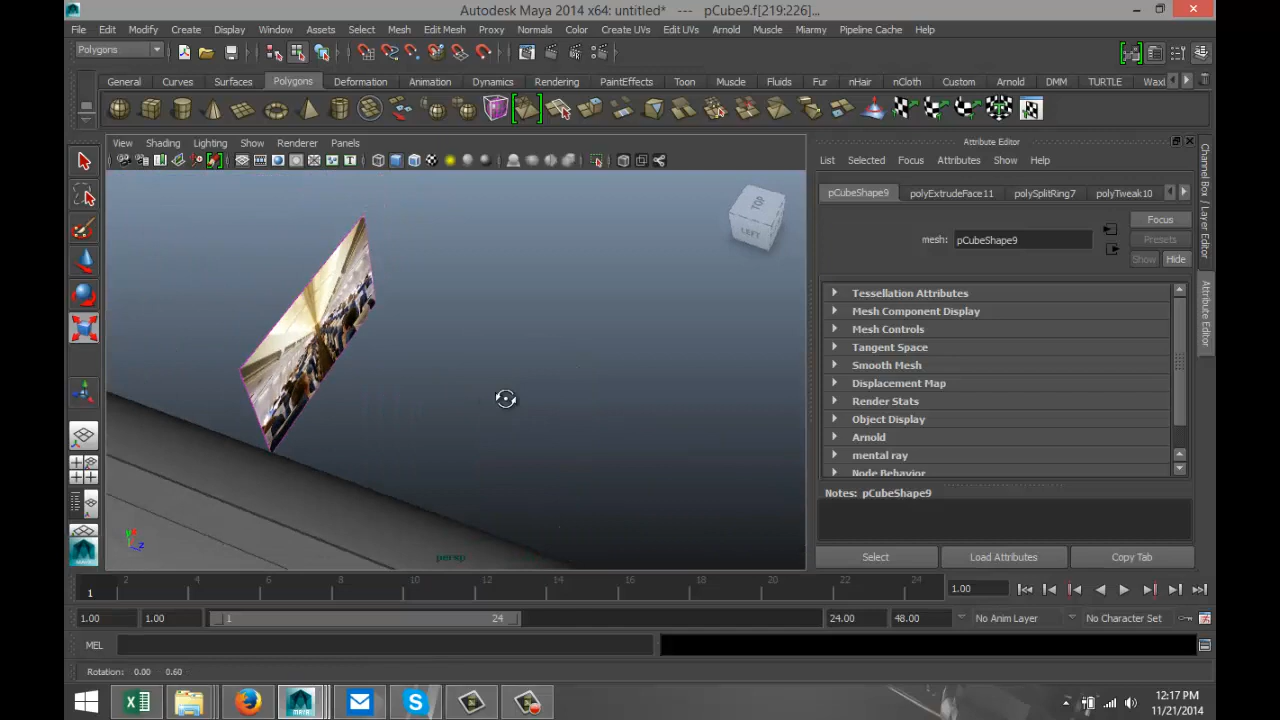 Autodesk Maya 2014 x64: untitled* --- pCube9.f[219:226]...
File Edit Modify Create Display Window Assets Select Mesh Edit Mesh Proxy Normals Color Create UVs Edit UVs Arnold Muscle Miarmy Pipeline Cache Help
Polygons
General Curves Surfaces Polygons Deformation Animation Dynamics Rendering PaintEffects Toon Muscle Fluids Fur nHair nCloth Custom Arnold DMM TURTLE Waxl
View Shading Lighting Show Renderer Panels
Attribute Editor
List Selected Focus Attributes Show Help
pCubeShape9 polyExtrudeFace11 polySplitRing7 polyTweak10
Focus
mesh: pCubeShape9
Presets
Show Hide
Tessellation Attributes
Mesh Component Display
Mesh Controls
Tangent Space
Smooth Mesh
Displacement Map
Render Stats
Object Display
Arnold
mental ray
Node Behavior
Notes: pCubeShape9
Select Load Attributes Copy Tab
Channel Box / Layer Editor
Attribute Editor
TOP
LEFT
persp
2 4 6 8 10 12 14 16 18 20 22 24
1 1.00
1.00 1.00 1 24 24.00 48.00 No Anim Layer No Character Set
MEL
Rotation: 0.00 0.60
12:17 PM
11/21/2014